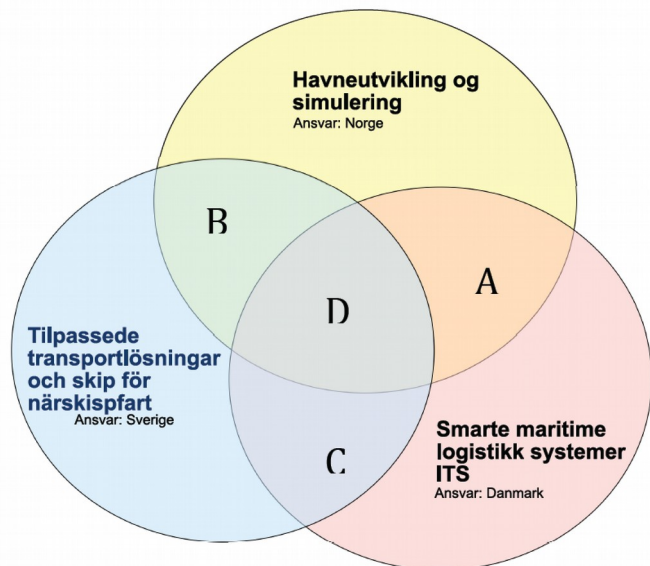 Havneutvikling og
simulering
Ansvar: Norge
B
A
D
Tilpassede
transportlösningar
och skip för
närskispfart
Ansvar: Sverige
Smarte maritime
logistikk systemer
ITS
Ansvar: Danmark
C